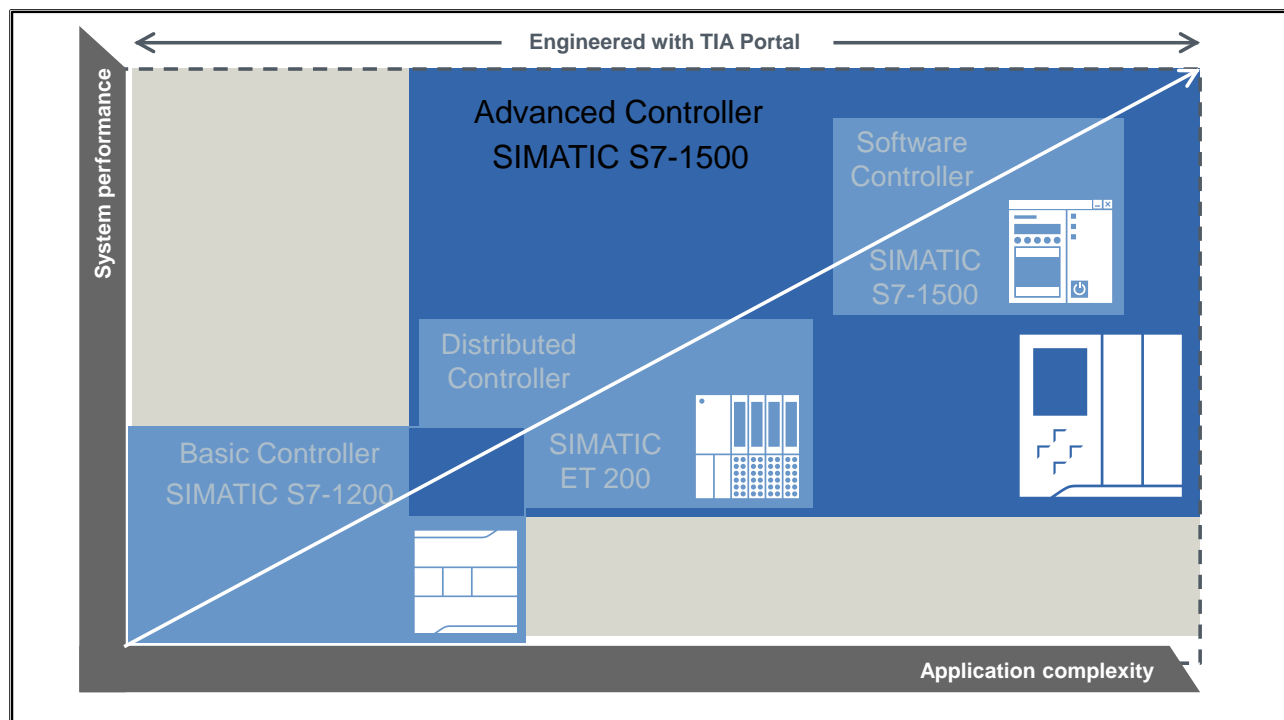 Engineered with TIA Portal
System performance
Advanced Controller
SIMATIC S7-1500
Software
Controller
SIMATIC
S7-1500
Distributed
Controller
SIMATIC
ET 200
Basic Controller
SIMATIC S7-1200
Application complexity